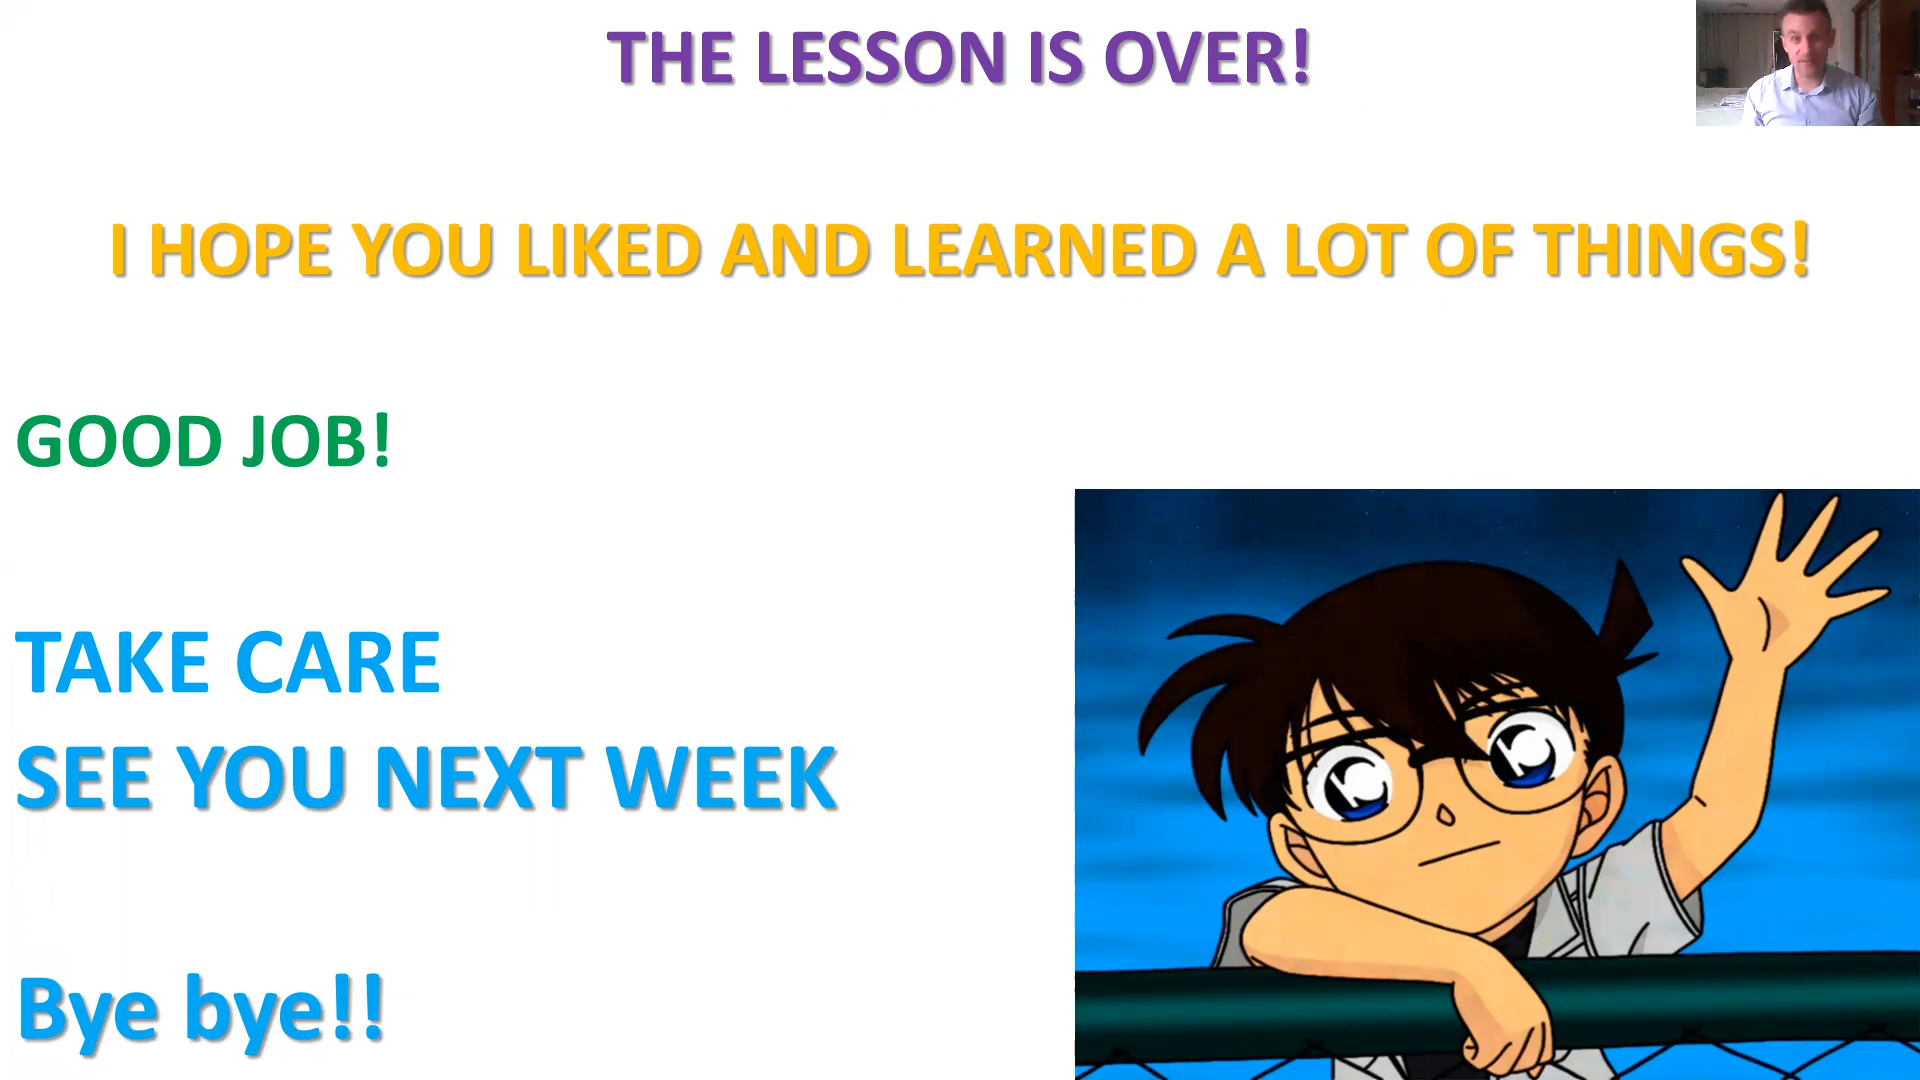 THE LESSON IS OVER!
I HOPE YOU LIKED AND LEARNED A LOT OF THINGS!
GOOD JOB!
TAKE CARE
SEE YOU NEXT WEEK
Bye bye!!